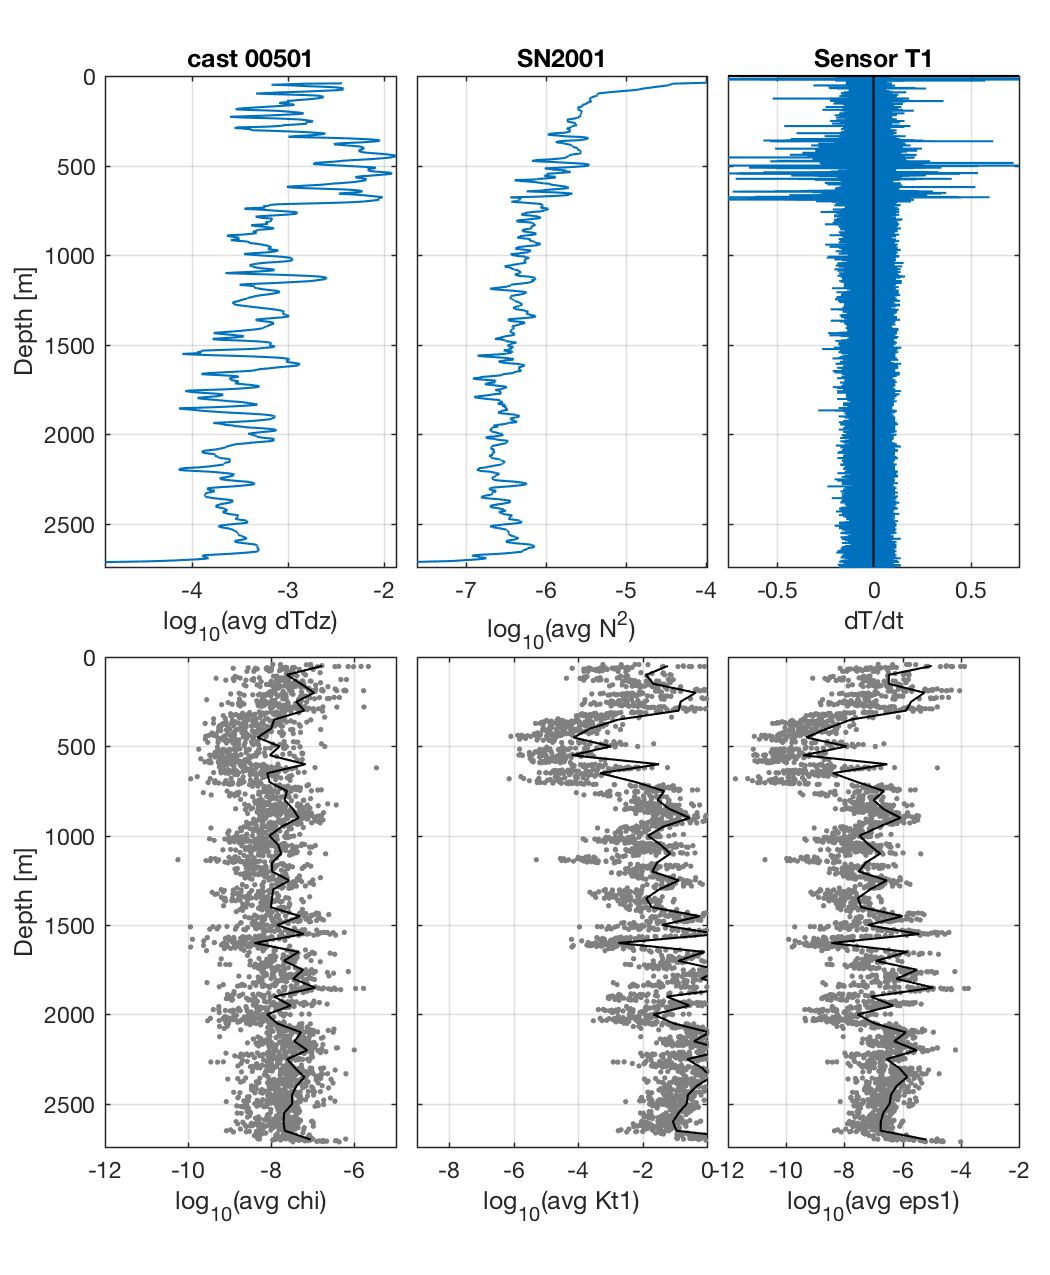 cast 00501 SN2001 Sensor T1
0
500
1000
1500
2000
2500
Depth [m]
-4 -3 -2 -7 -6 -5 -4 -0.5 0 0.5
log10(avg dTdz) log10(avg N2) dT/dt
0
500
1000
1500
2000
2500
Depth [m]
-12 -10 -8 -6 -8 -6 -4 -2 0 -12 -10 -8 -6 -4 -2
log10(avg chi) log10(avg Kt1) log10(avg eps1)